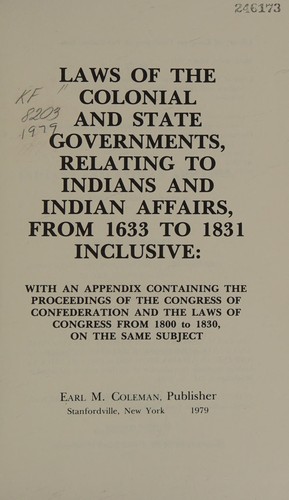 246173
KF
8203
1979
LAWS OF THE
COLONIAL
AND STATE
GOVERNMENTS,
RELATING TO
INDIANS AND
INDIAN AFFAIRS,
FROM 1633 TO 1831
INCLUSIVE:
WITH AN APPENDIX CONTAINING THE
PROCEEDINGS OF THE CONGRESS OF
CONFEDERATION AND THE LAWS OF
CONGRESS FROM 1800 to 1830,
ON THE SAME SUBJECT
EARL M. COLEMAN, Publisher
Stanfordville, New York 1979